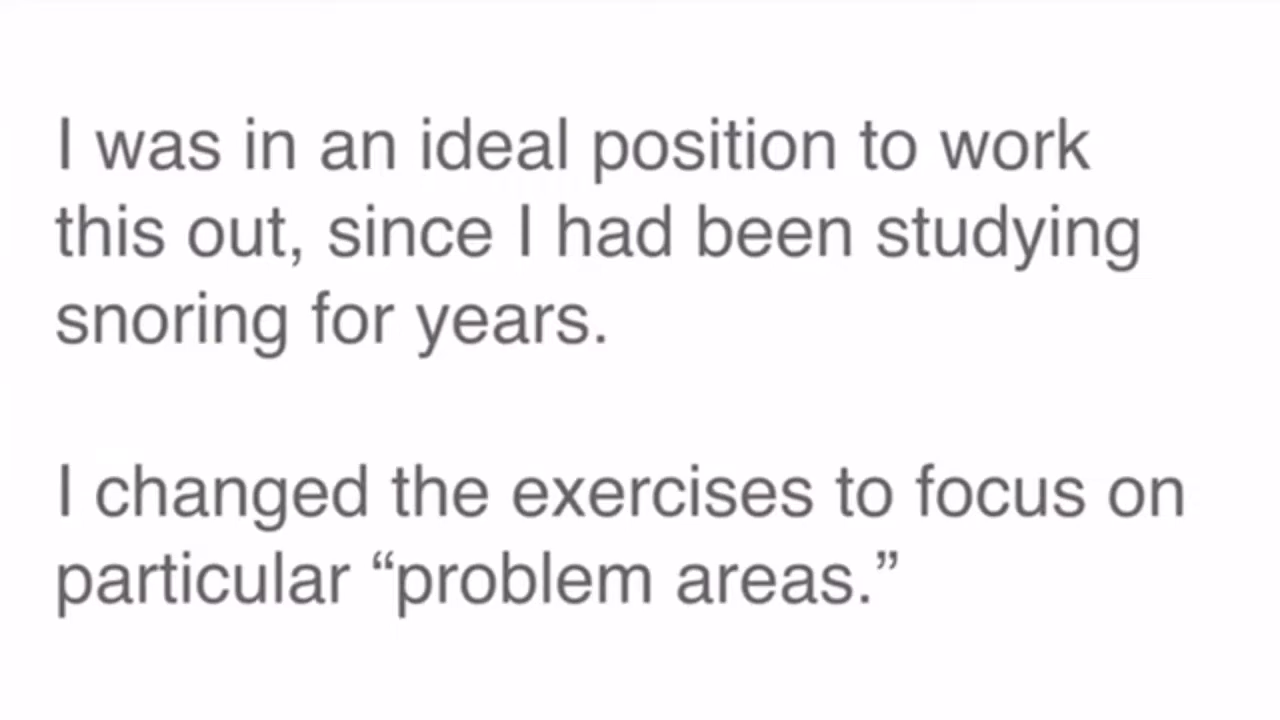 I was in an ideal position to work
this out, since I had been studying
snoring for years.
I changed the exercises to focus on
particular “problem areas.”